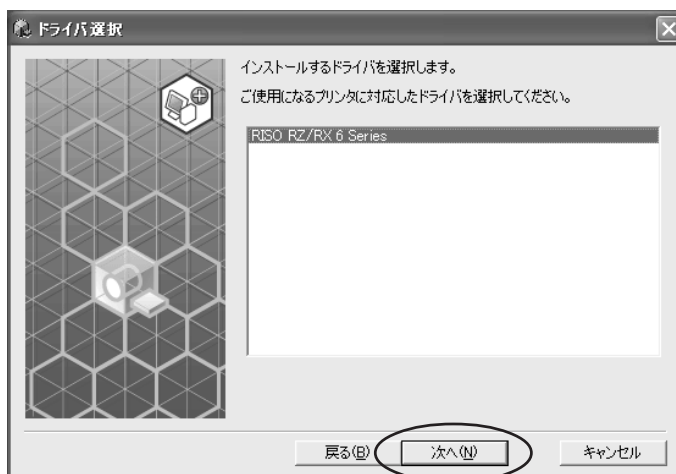 ドライバ選択
インストールするドライバを選択します。
ご使用になるプリンタに対応したドライバを選択してください。
RISO RZ/RX 6 Series
戻る(B)
次へ(N)
キャンセル